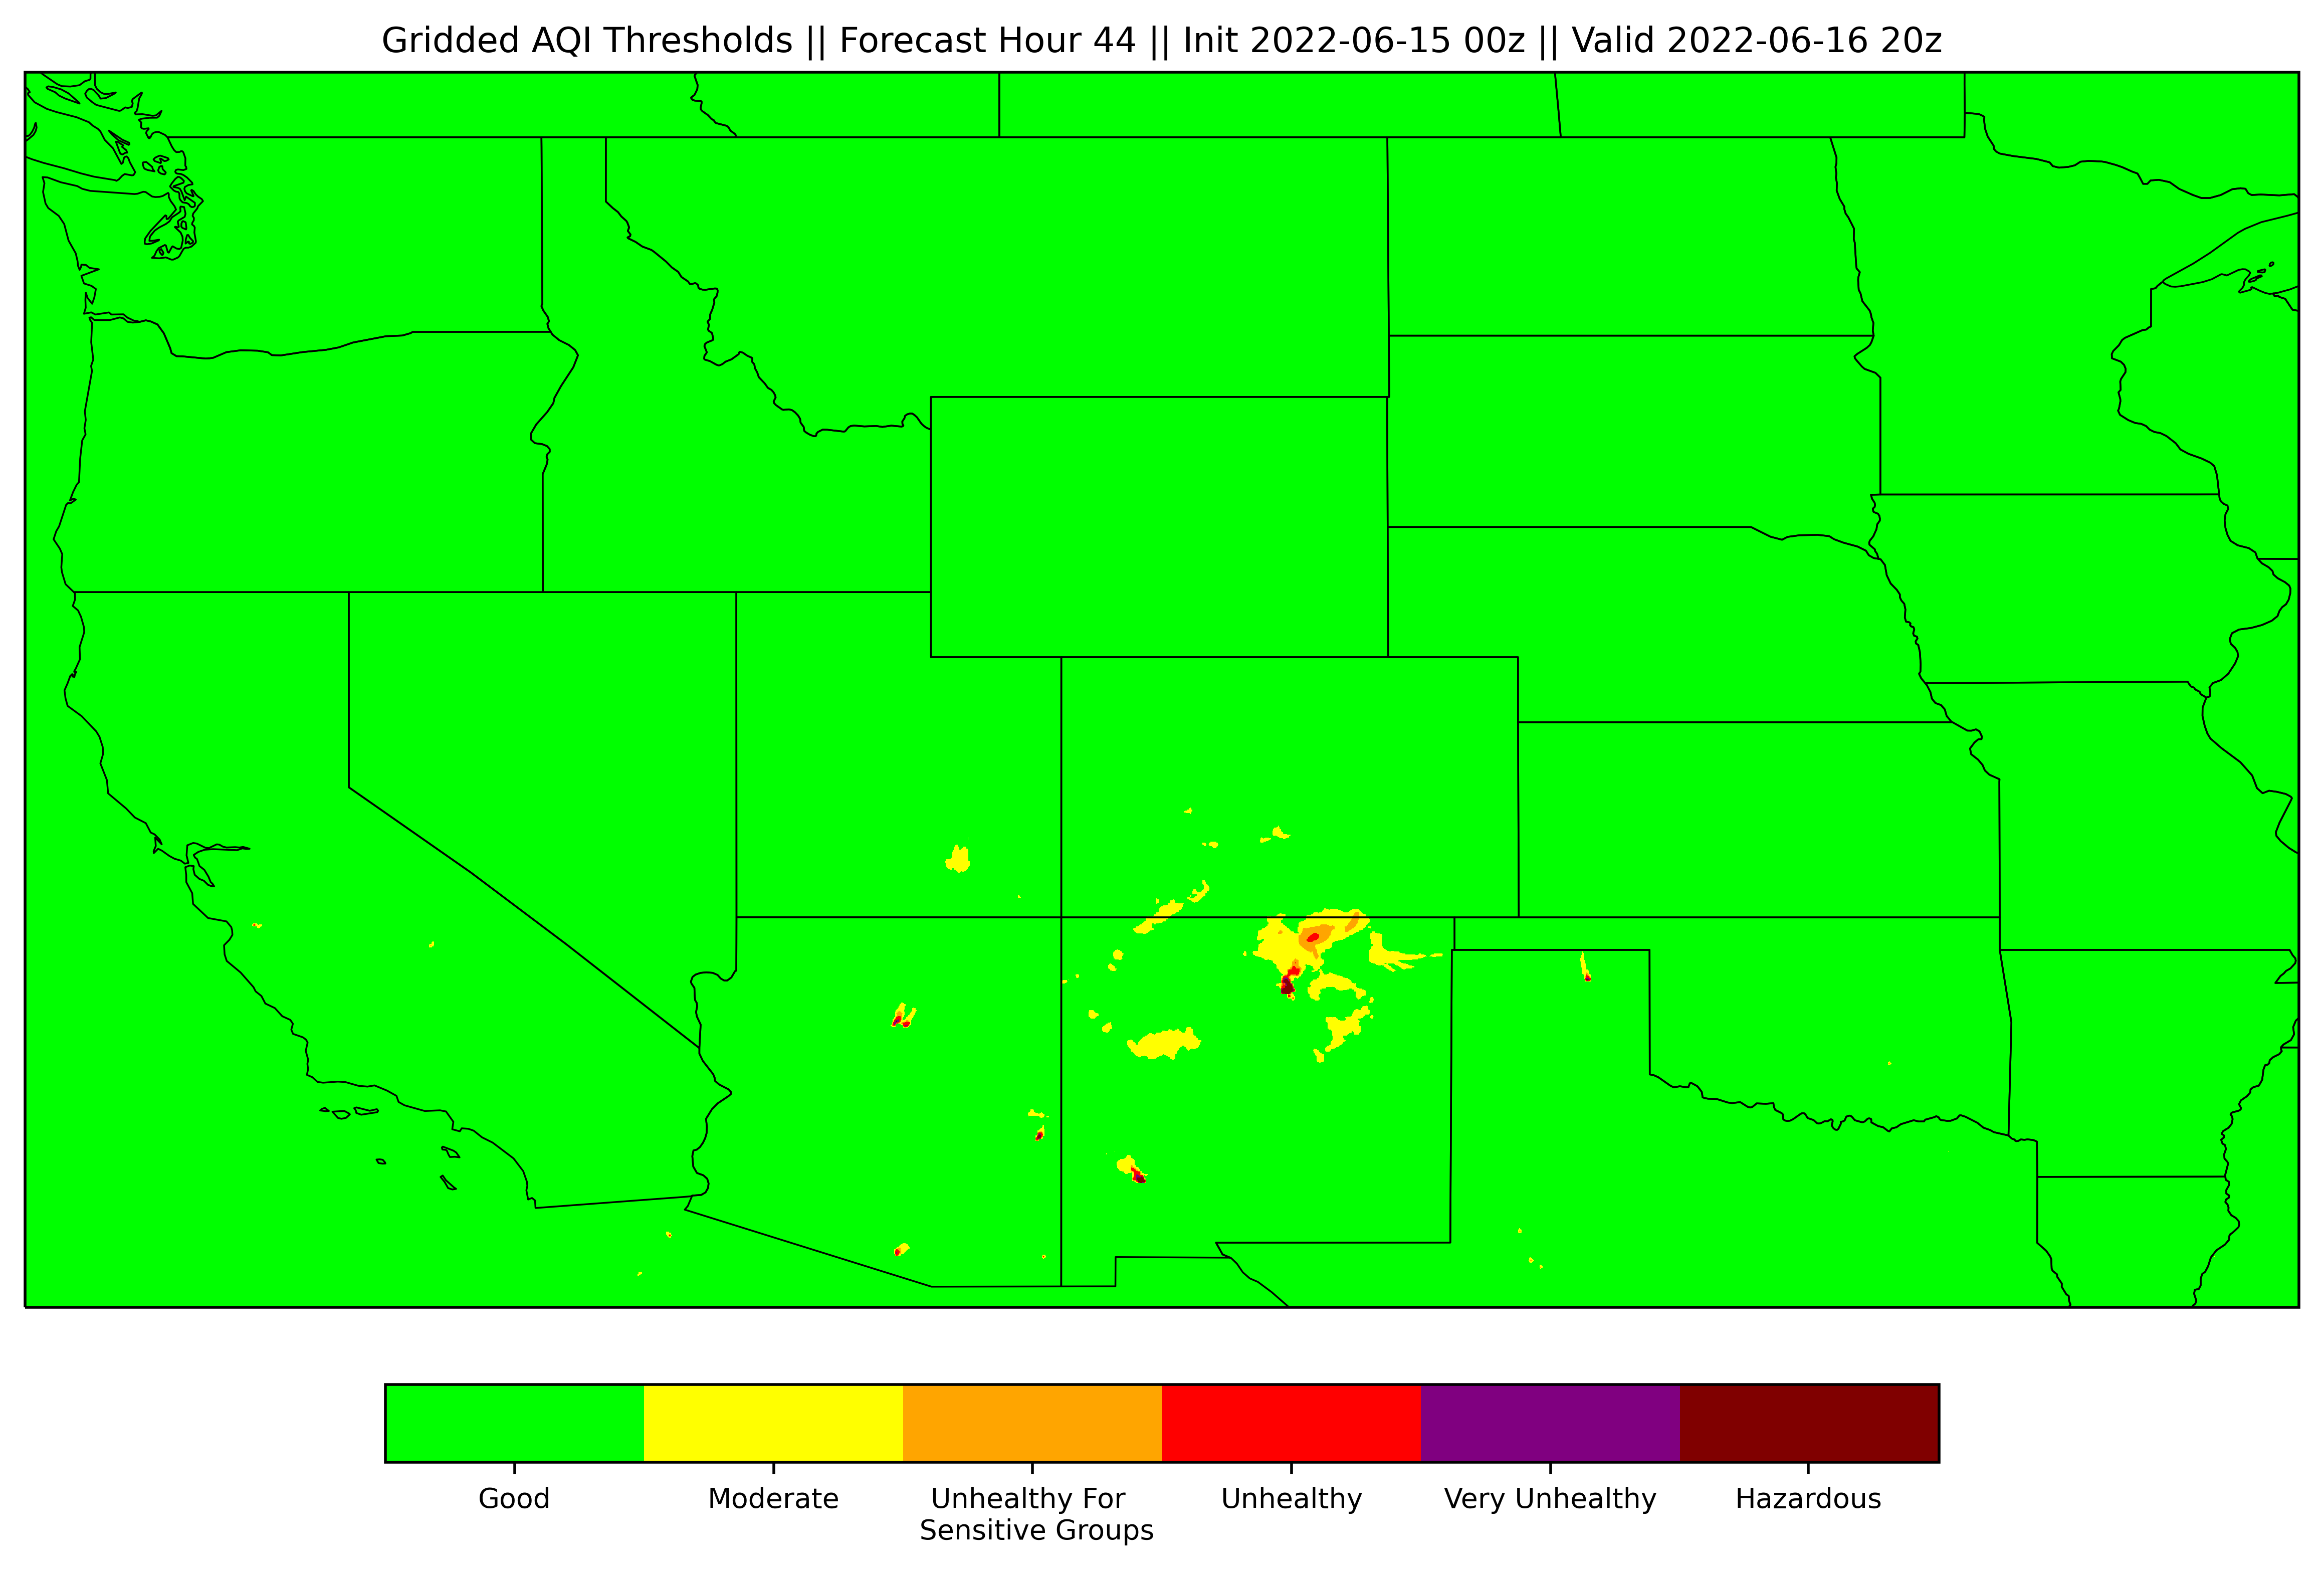 Gridded AQI Thresholds || Forecast Hour 44 || Init 2022-06-15 00z || Valid 2022-06-16 20z
Good
Moderate
Unhealthy For
Sensitive Groups
Unhealthy
Very Unhealthy
Hazardous